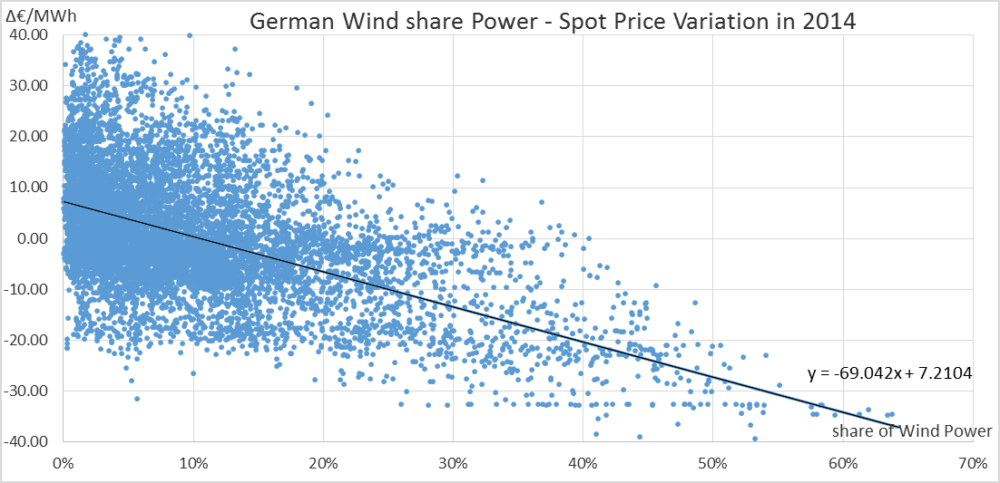 Δ€/MWh
German Wind share Power - Spot Price Variation in 2014
40.00
30.00
20.00
10.00
0.00
-10.00
-20.00
y = -69.042x + 7.2104
-30.00
share of Wind Power
-40.00
0% 10% 20% 30% 40% 50% 60% 70%